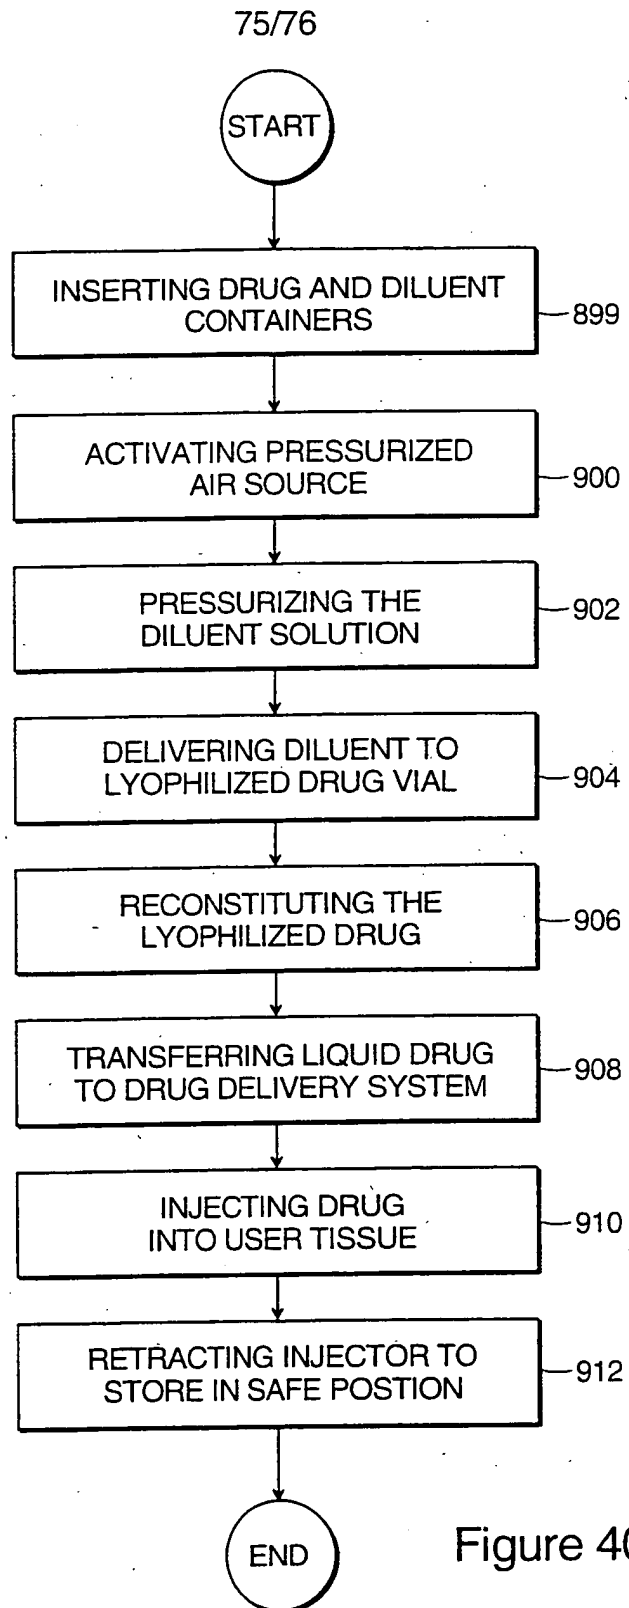 75/76
START
INSERTING DRUG AND DILUENT
CONTAINERS
899
ACTIVATING PRESSURIZED
AIR SOURCE
900
PRESSURIZING THE
DILUENT SOLUTION
902
DELIVERING DILUENT TO
LYOPHILIZED DRUG VIAL
904
RECONSTITUTING THE
LYOPHILIZED DRUG
906
TRANSFERRING LIQUID DRUG
TO DRUG DELIVERY SYSTEM
908
INJECTING DRUG
INTO USER TISSUE
910
RETRACTING INJECTOR TO
STORE IN SAFE POSTION
912
END
Figure 40